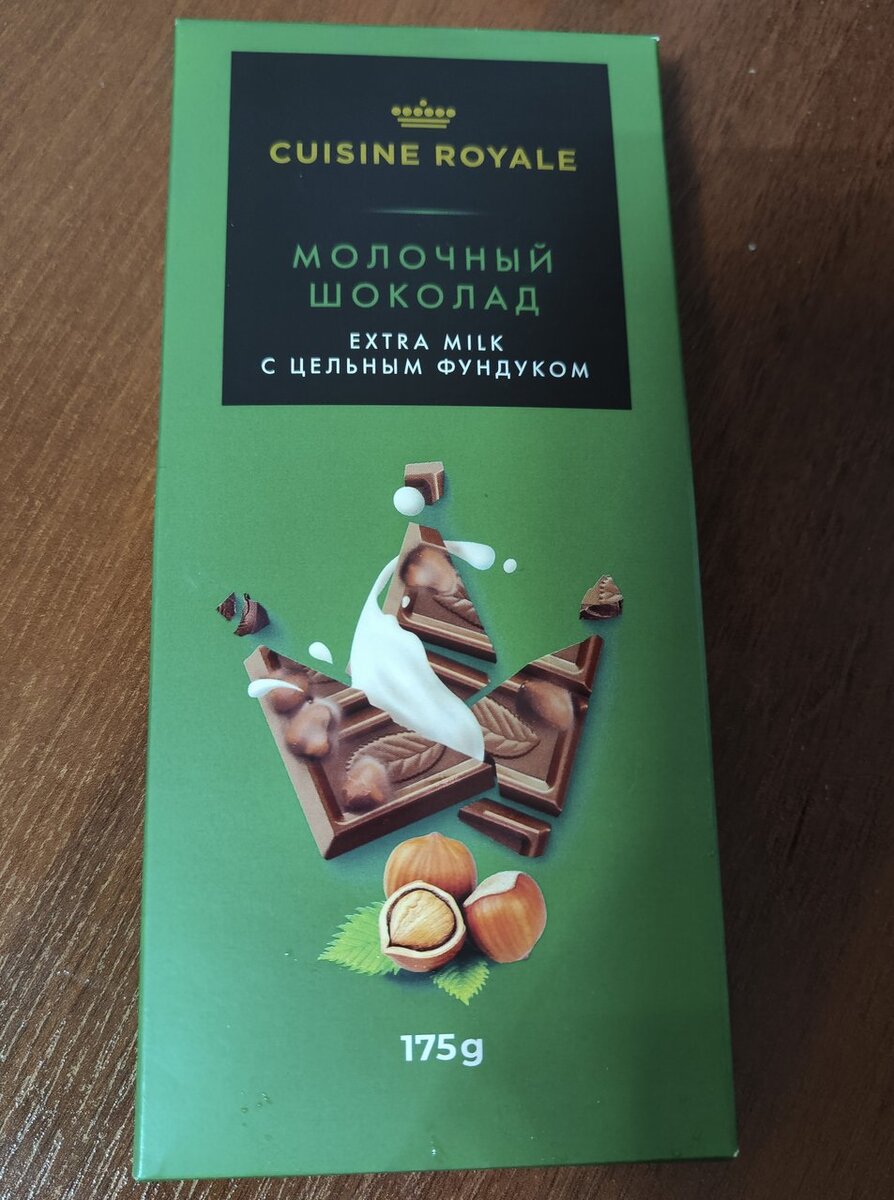 CUISINE ROYALE
МОЛОЧНЫЙ
ШОКОЛАД
EXTRA MILK
С ЦЕЛЬНЫМ ФУНДУКОМ
175g